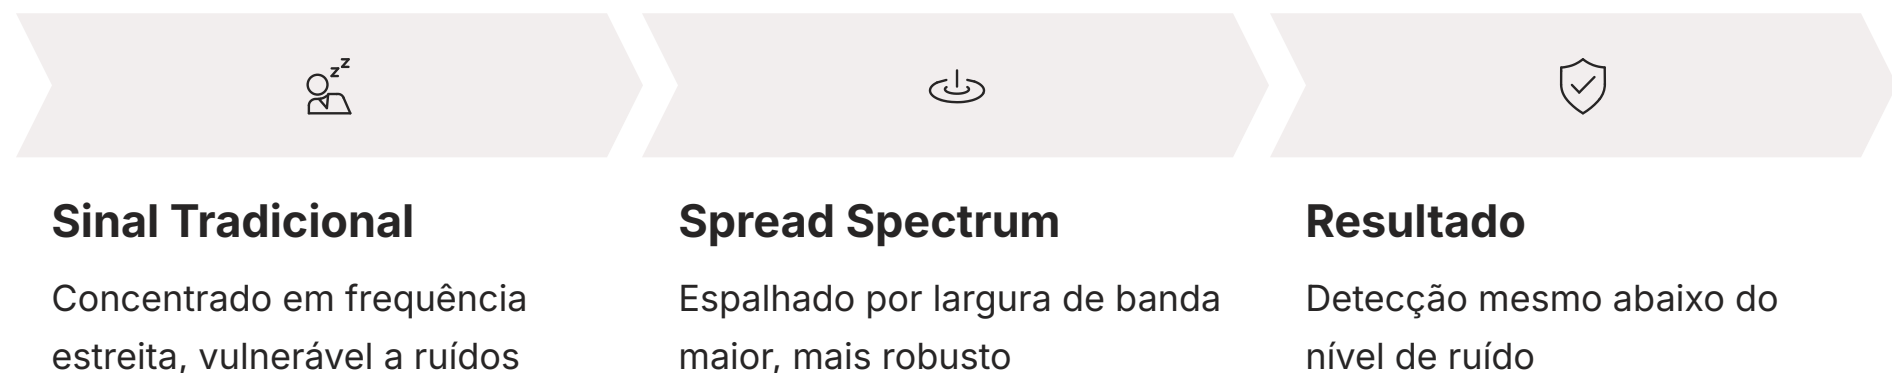 Sinal Tradicional
Concentrado em frequência
estreita, vulnerável a ruídos
Spread Spectrum
Espalhado por largura de banda
maior, mais robusto
Resultado
Detecção mesmo abaixo do
nível de ruído